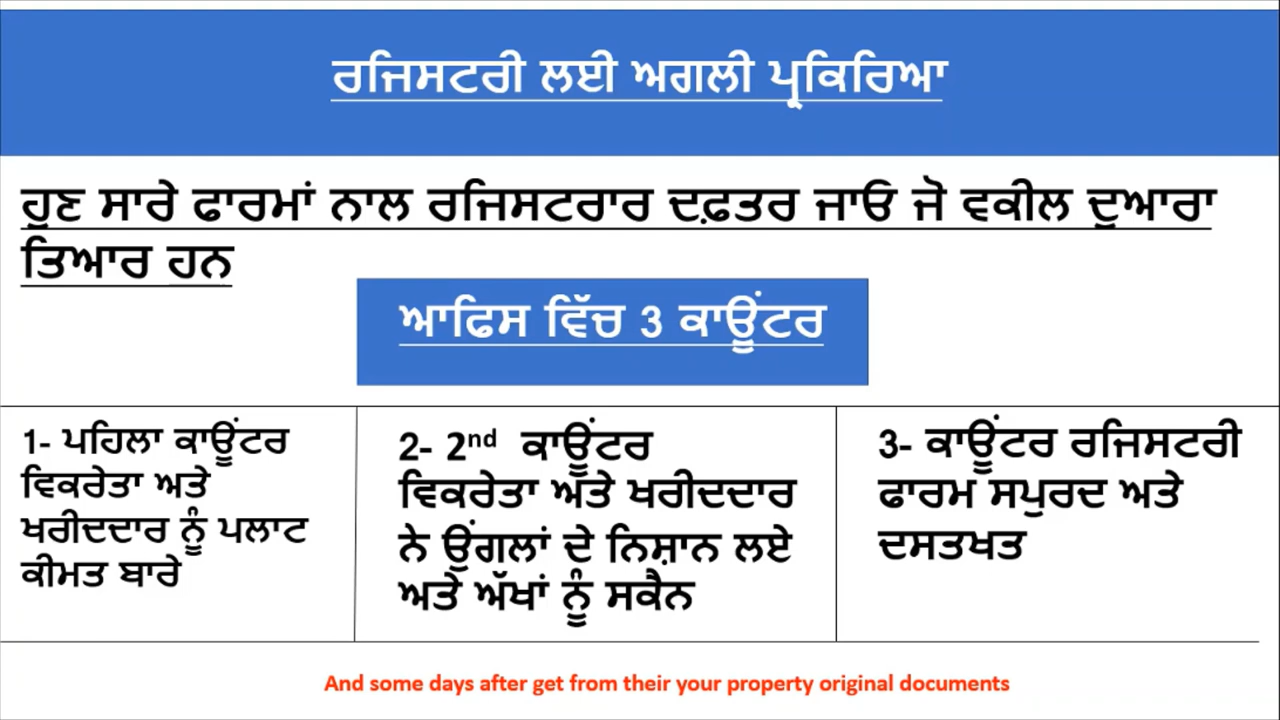 ਰਜਿਸਟਰੀ ਲਈ ਅਗਲੀ ਪ੍ਰਕਿਰਿਆ
ਹੁਣ ਸਾਰੇ ਫਾਰਮਾਂ ਨਾਲ ਰਜਿਸਟਰਾਰ ਦਫ਼ਤਰ ਜਾਓ ਜੋ ਵਕੀਲ ਦੁਆਰਾ
ਤਿਆਰ ਹਨ
ਆਫਿਸ ਵਿੱਚ 3 ਕਾਊਂਟਰ
1- ਪਹਿਲਾ ਕਾਊਂਟਰ
ਵਿਕਰੇਤਾ ਅਤੇ
ਖਰੀਦਦਾਰ ਨੂੰ ਪਲਾਟ
ਕੀਮਤ ਬਾਰੇ
2- 2nd ਕਾਊਂਟਰ
ਵਿਕਰੇਤਾ ਅਤੇ ਖਰੀਦਦਾਰ
ਨੇ ਉਂਗਲਾਂ ਦੇ ਨਿਸ਼ਾਨ ਲਏ
ਅਤੇ ਅੱਖਾਂ ਨੂੰ ਸਕੈਨ
3- ਕਾਊਂਟਰ ਰਜਿਸਟਰੀ
ਫਾਰਮ ਸਪੁਰਦ ਅਤੇ
ਦਸਤਖਤ
And some days after get from their your property original documents